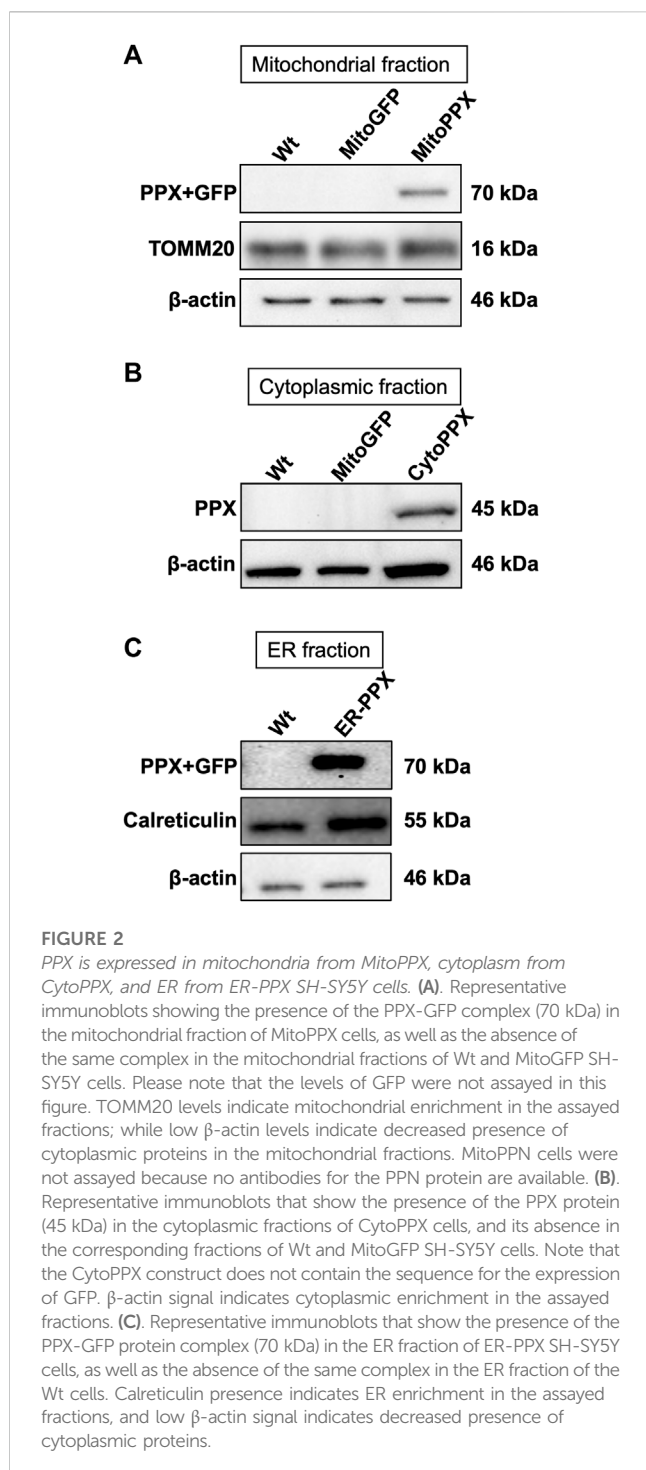 A
Mitochondrial fraction
Wt MitoGFP MitoPPX
PPX+GFP 70 kDa
TOMM20 16 kDa
β-actin 46 kDa
B
Cytoplasmic fraction
Wt MitoGFP CytoPPX
PPX 45 kDa
β-actin 46 kDa
C
ER fraction
Wt ER-PPX
PPX+GFP 70 kDa
Calreticulin 55 kDa
β-actin 46 kDa
FIGURE 2
PPX is expressed in mitochondria from MitoPPX, cytoplasm from
CytoPPX, and ER from ER-PPX SH-SY5Y cells. (A). Representative
immunoblots showing the presence of the PPX-GFP complex (70 kDa) in
the mitochondrial fraction of MitoPPX cells, as well as the absence of
the same complex in the mitochondrial fractions of Wt and MitoGFP SH-
SY5Y cells. Please note that the levels of GFP were not assayed in this
figure. TOMM20 levels indicate mitochondrial enrichment in the assayed
fractions; while low β-actin levels indicate decreased presence of
cytoplasmic proteins in the mitochondrial fractions. MitoPPN cells were
not assayed because no antibodies for the PPN protein are available. (B).
Representative immunoblots that show the presence of the PPX protein
(45 kDa) in the cytoplasmic fractions of CytoPPX cells, and its absence in
the corresponding fractions of Wt and MitoGFP SH-SY5Y cells. Note that
the CytoPPX construct does not contain the sequence for the expression
of GFP. β-actin signal indicates cytoplasmic enrichment in the assayed
fractions. (C). Representative immunoblots that show the presence of the
PPX-GFP protein complex (70 kDa) in the ER fraction of ER-PPX SH-SY5Y
cells, as well as the absence of the same complex in the ER fraction of the
Wt cells. Calreticulin presence indicates ER enrichment in the assayed
fractions, and low β-actin signal indicates decreased presence of
cytoplasmic proteins.